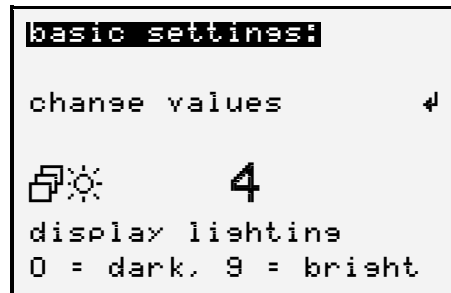 basic settings:
change values ↲
4
display lighting
0 = dark, 9 = bright